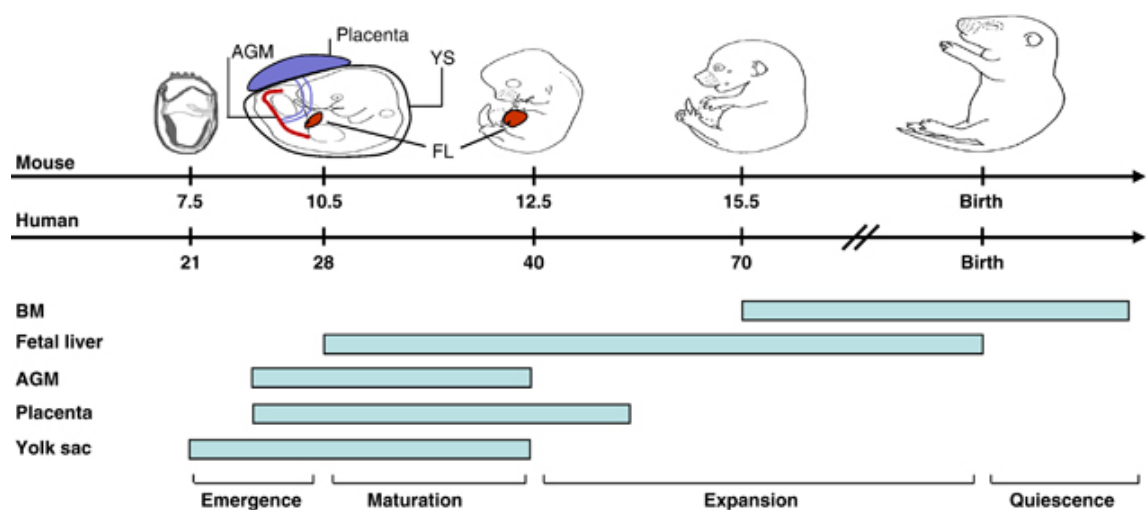 Placenta
AGM
YS
FL
Mouse
7.5 10.5 12.5 15.5 Birth
Human
21 28 40 70 Birth
BM
Fetal liver
AGM
Placenta
Yolk sac
Emergence Maturation Expansion Quiescence